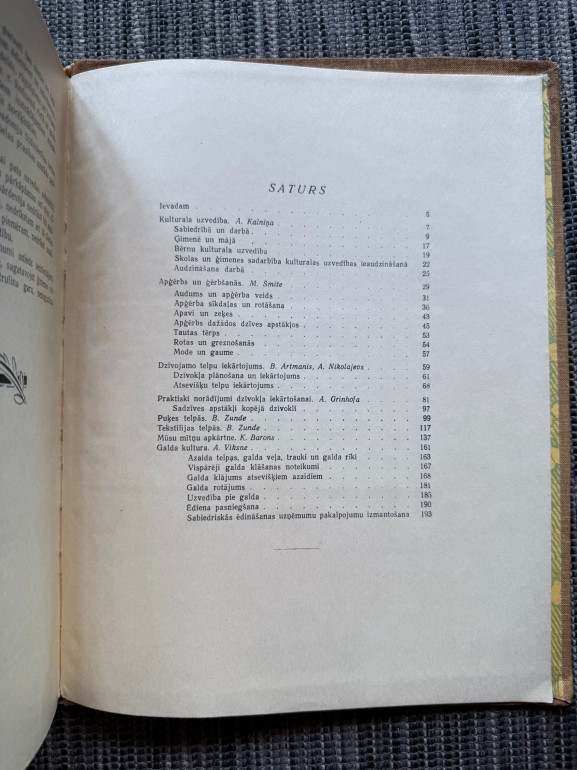 SATURS
Ievadam . . . 5
Kulturala uzvedība. A. Kalniņa . . . 7
Sabiedrībā un darbā . . . 9
Ģimenē un mājā . . . 17
Bērnu kulturala uzvedība . . . 19
Skolas un ģimenes sadarbība kulturalas uzvedības ieaudzināšanā 22
Audzināšana darbā . . . 25
Apģērbs un ģērbšanās. M. Šmite . . . 29
Audums un apģērba veids . . . 31
Apģērba sīkdaļas un rotāšana . . . 36
Apavi un zeķes . . . 43
Apģērbs dažādos dzīves apstākļos . . . 45
Tautas tērps . . . 53
Rotas un greznošanās . . . 54
Mode un gaume . . . 57
Dzīvojamo telpu iekārtojums. B. Artmanis, A. Nikolajevs . . . 59
Dzīvokļa plānošana un iekārtojums . . . 61
Atsevišķu telpu iekārtojums . . . 68
Praktiski norādījumi dzīvokļa iekārtošanai. A. Grinhofa . . . 81
Sadzīves apstākļi kopējā dzīvoklī . . . 97
Puķes telpās. B. Zunde . . . 99
Tekstilijas telpās. B. Zunde . . . 117
Mūsu mītņu apkārtne. K. Barons . . . 137
Galda kultura. A. Viksne . . . 161
Azaida telpas, galda veļa, trauki un galda rīki . . . 163
Vispārēji galda klāšanas noteikumi . . . 167
Galda klājums atsevišķiem azaidiem . . . 168
Galda rotājums . . . 181
Uzvedība pie galda . . . 185
Ēdiena pasniegšana . . . 190
Sabiedriskās ēdināšanas uzņēmumu pakalpojumu izmantošana 193